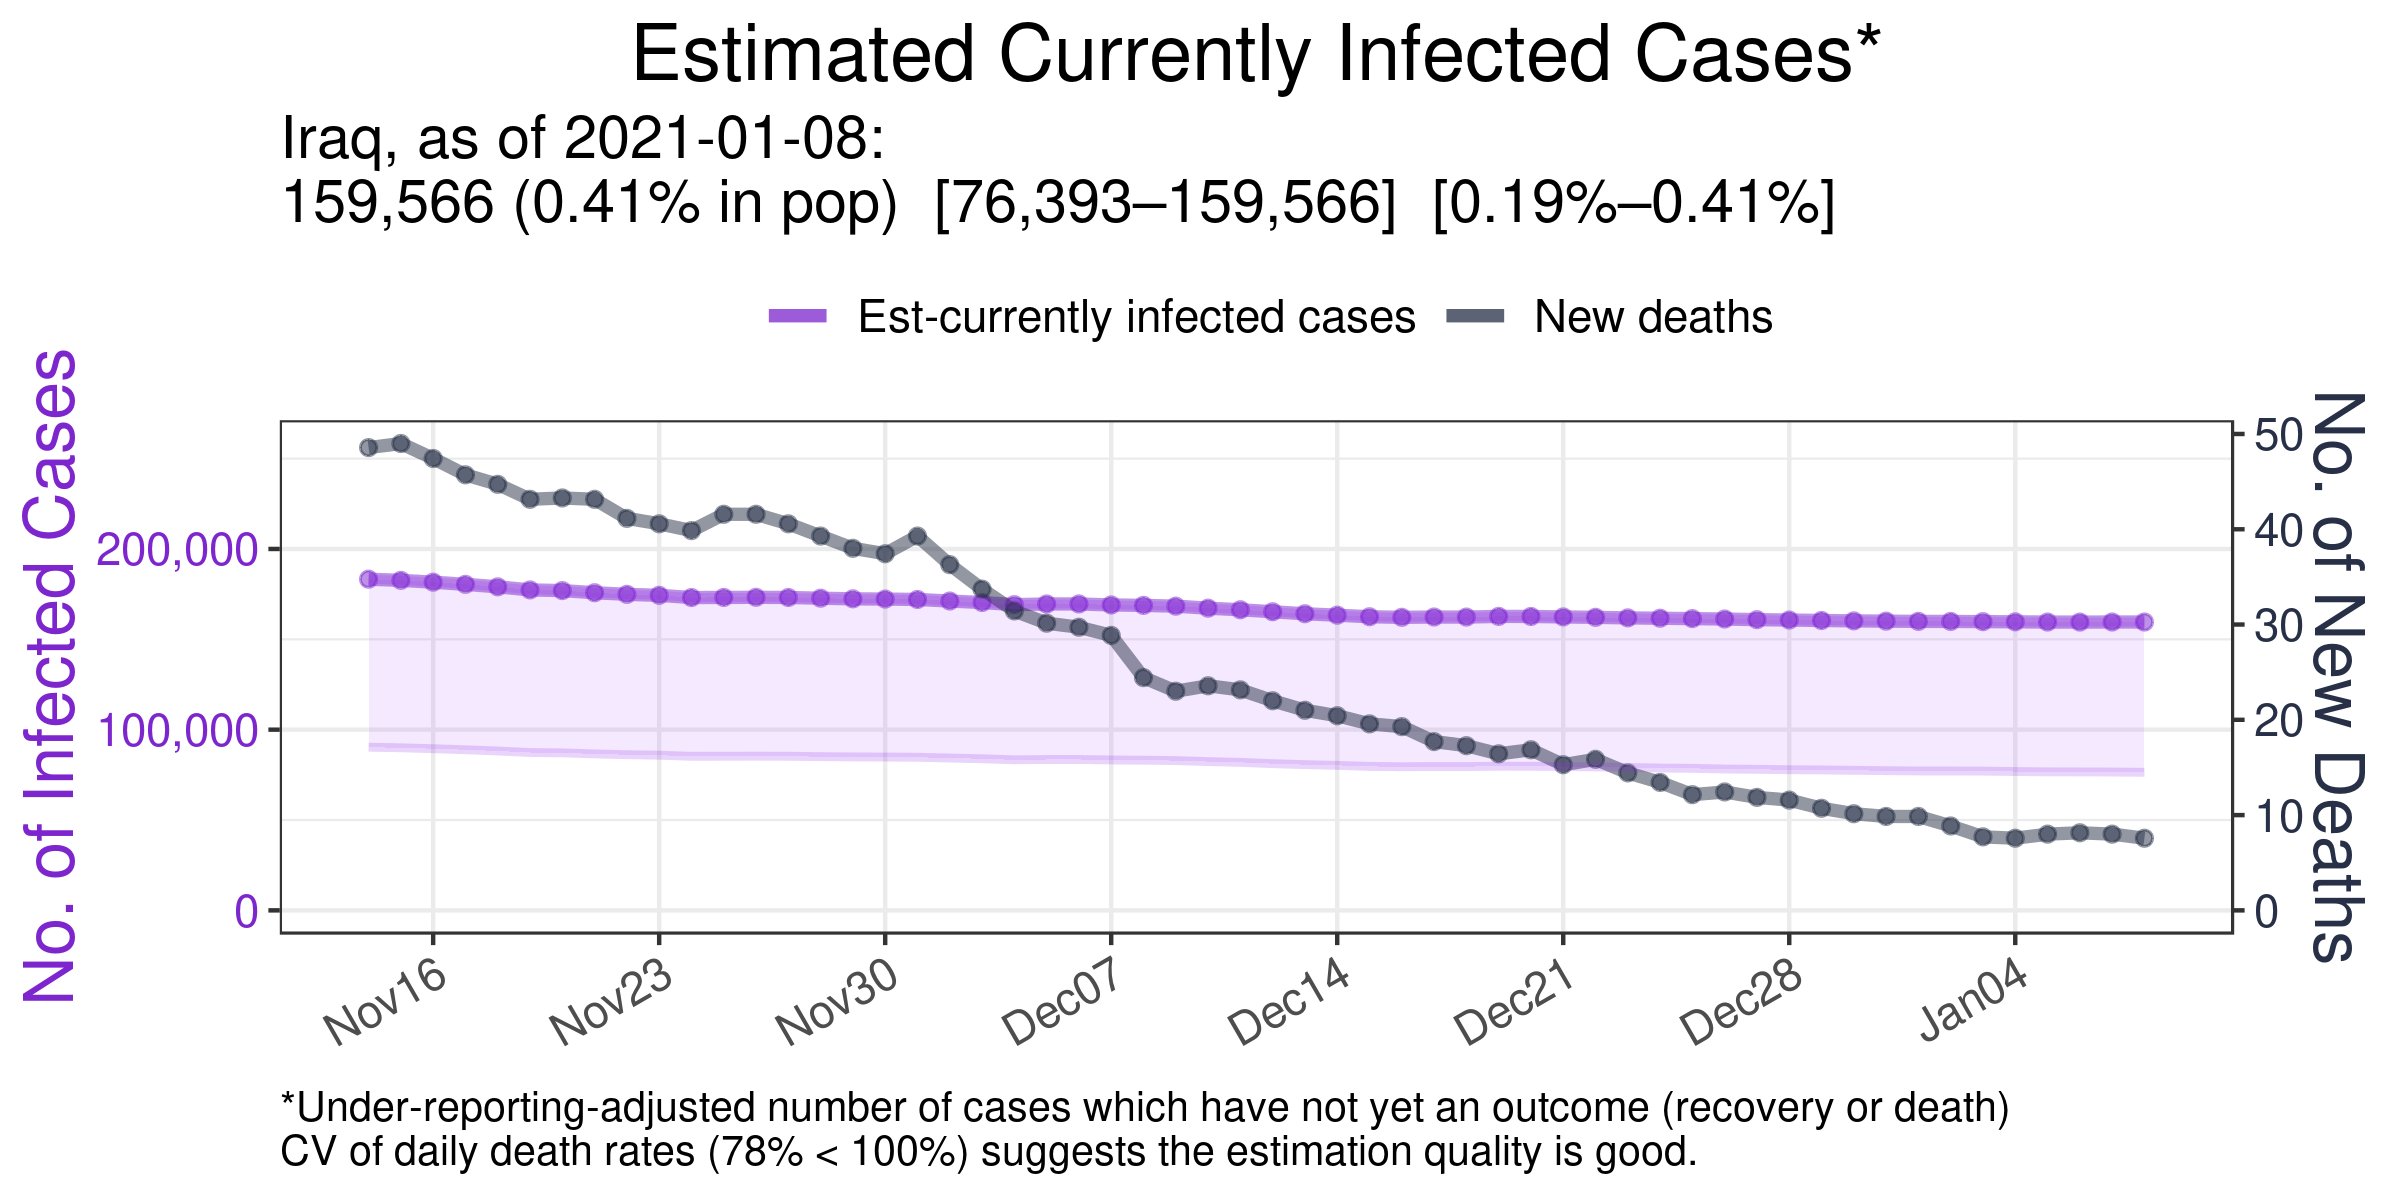 Estimated Currently Infected Cases*
Iraq, as of 2021-01-08:
159,566 (0.41% in pop)  [76,393–159,566]  [0.19%–0.41%]
Est-currently infected cases
New deaths
No. of Infected Cases
200,000
100,000
0
50
40
30
20
10
0
No. of New Deaths
Nov16
Nov23
Nov30
Dec07
Dec14
Dec21
Dec28
Jan04
*Under-reporting-adjusted number of cases which have not yet an outcome (recovery or death)
CV of daily death rates (78% < 100%) suggests the estimation quality is good.